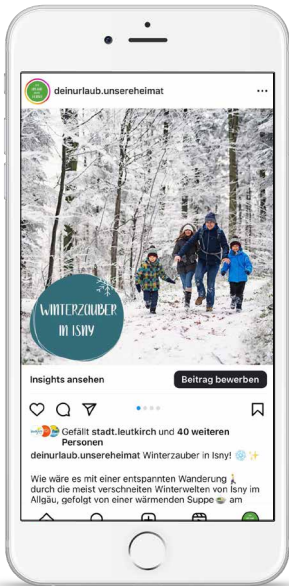 deinurlaub.unsereheimat
WINTERZAUBER
IN ISNY
Insights ansehen
Beitrag bewerben
Gefällt stadt.leutkirch und 40 weiteren
Personen
deinurlaub.unsereheimat Winterzauber in Isny! ❄️✨
Wie wäre es mit einer entspannten Wanderung 🚶
durch die meist verschneiten Winterwelten von Isny im
Allgäu, gefolgt von einer wärmenden Suppe 🍲 am